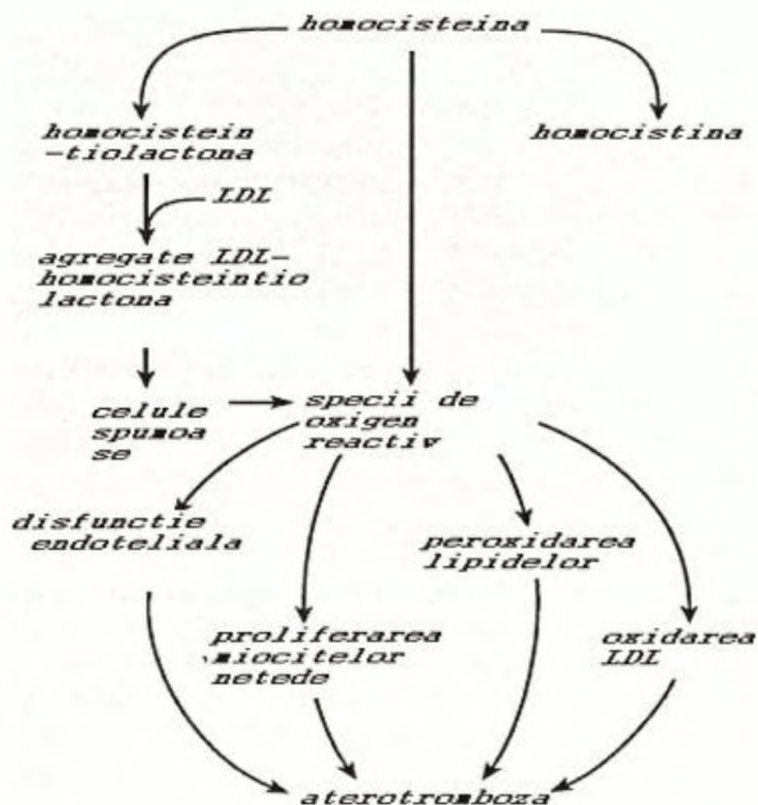 homocisteina
homocistein
-tiolactona
homocistina
LDL
agregate LDL-
homocisteintio
lactona
celule
spumoa
se
specii de
oxigen
reactiv
disfunctie
endoteliala
peroxidarea
lipidelor
proliferarea
miocitelor
netede
oxidarea
LDL
aterotromboza